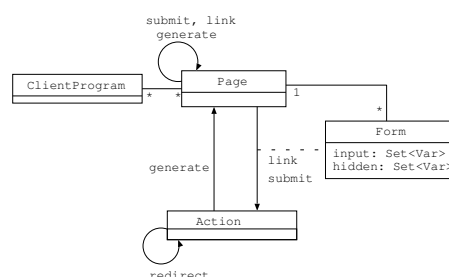 submit, link
generate
ClientProgram
Page
*
*
1
*
Form
input: Set<Var>
hidden: Set<Var>
link
submit
generate
Action
redirect